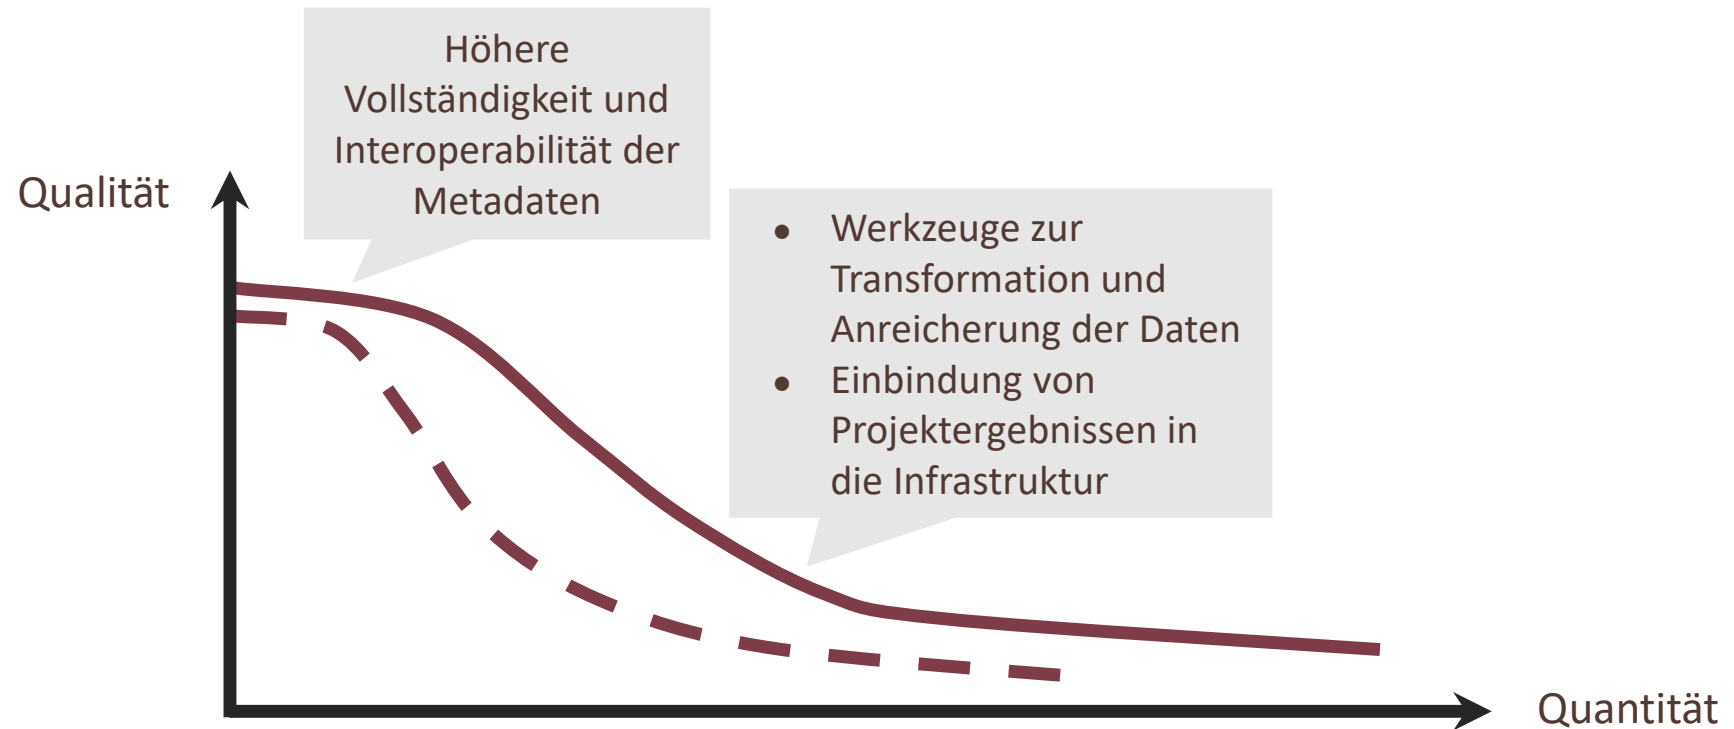 Höhere
Vollständigkeit und
Interoperabilität der
Metadaten
Qualität
● Werkzeuge zur
Transformation und
Anreicherung der Daten
● Einbindung von
Projektergebnissen in
die Infrastruktur
Quantität